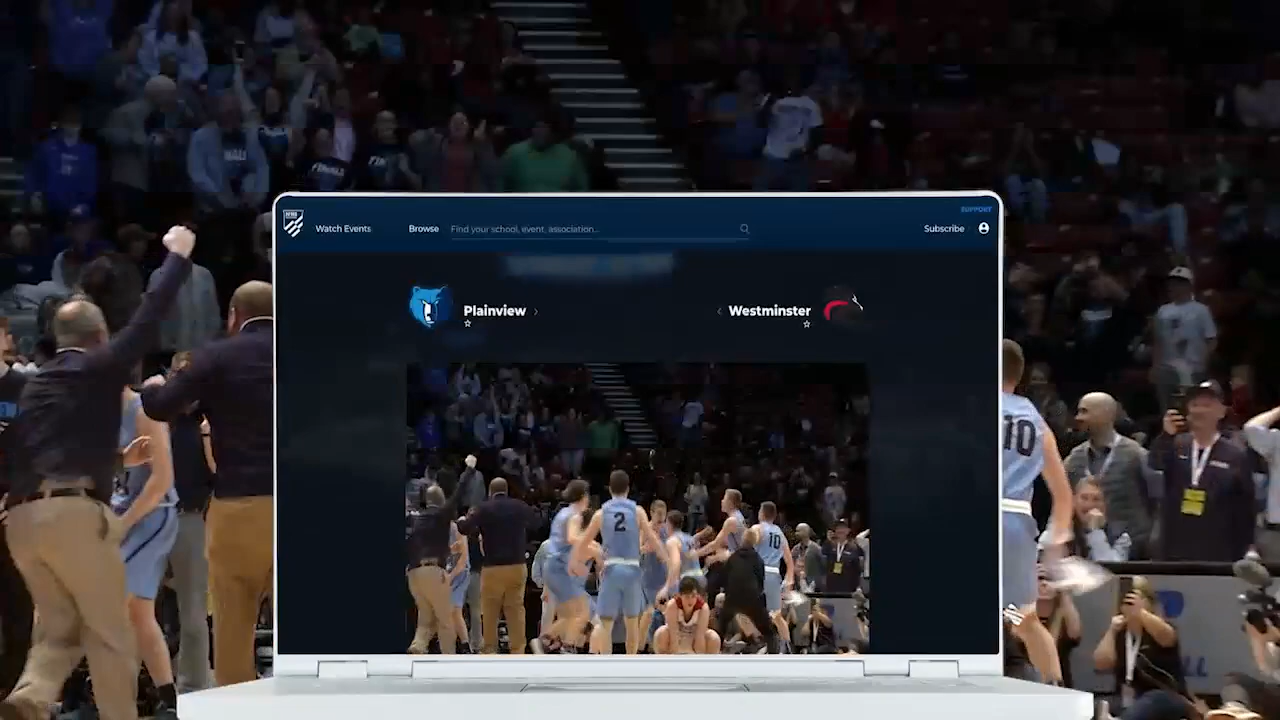 SUPPORT
Watch Events
Browse
Find your school, event, association...
Subscribe
Plainview
Westminster
2
10
10